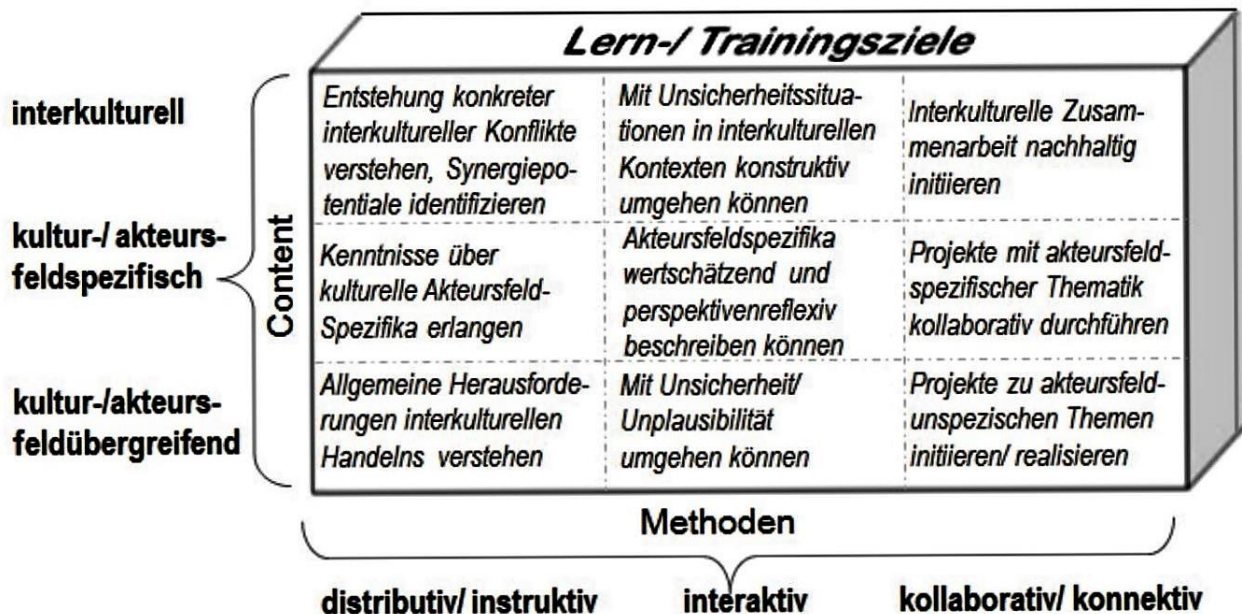 Lern-/ Trainingsziele
interkulturell
kultur-/ akteurs-
feldspezifisch
kultur-/akteurs-
feldübergreifend
Content
Entstehung konkreter
interkultureller Konflikte
verstehen, Synergiepo-
tentiale identifizieren
Mit Unsicherheitssitua-
tionen in interkulturellen
Kontexten konstruktiv
umgehen können
Interkulturelle Zusam-
menarbeit nachhaltig
initiieren
Kenntnisse über
kulturelle Akteursfeld-
Spezifika erlangen
Akteursfeldspezifika
wertschätzend und
perspektivenreflexiv
beschreiben können
Projekte mit akteursfeld-
spezifischer Thematik
kollaborativ durchführen
Allgemeine Herausforde-
rungen interkulturellen
Handelns verstehen
Mit Unsicherheit/
Unplausibilität
umgehen können
Projekte zu akteursfeld-
unspezischen Themen
initiieren/ realisieren
Methoden
distributiv/ instruktiv
interaktiv
kollaborativ/ konnektiv